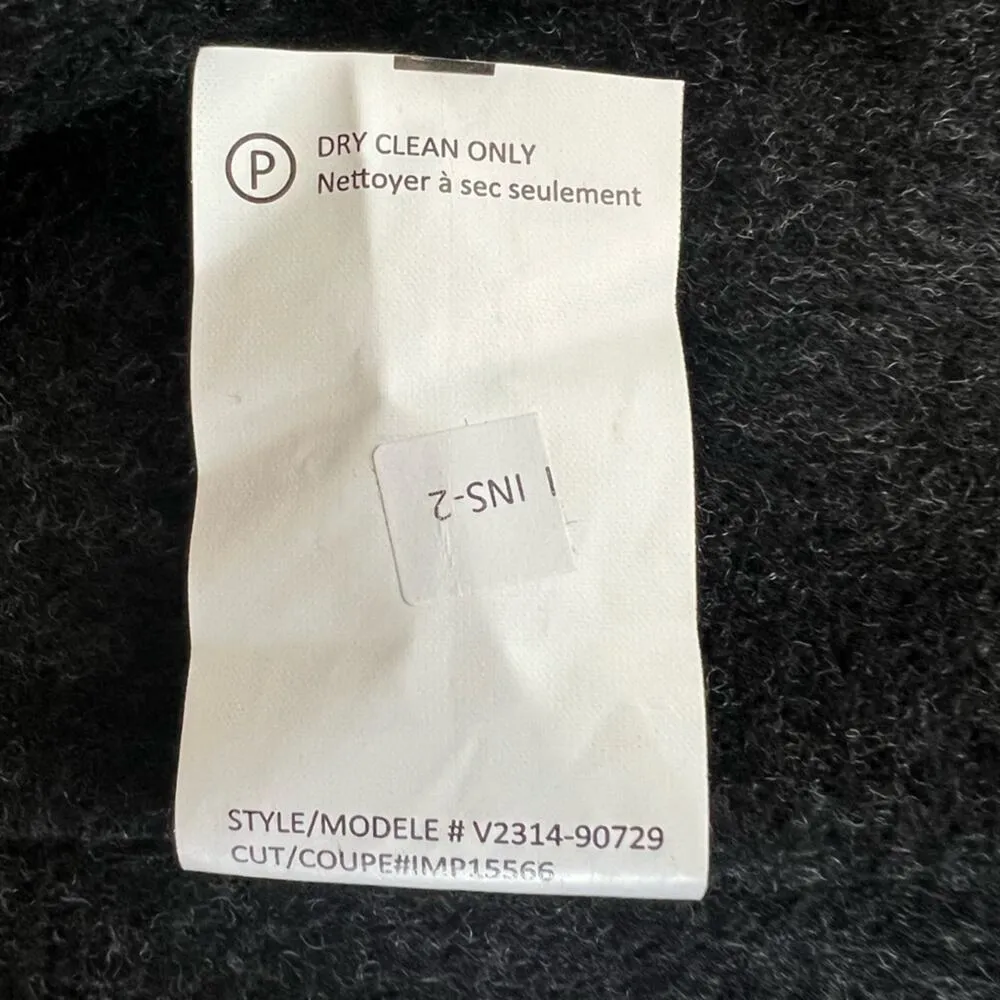 P
DRY CLEAN ONLY
Nettoyer à sec seulement
INS-2
STYLE/MODELE # V2314-90729
CUT/COUPE#IMP15566